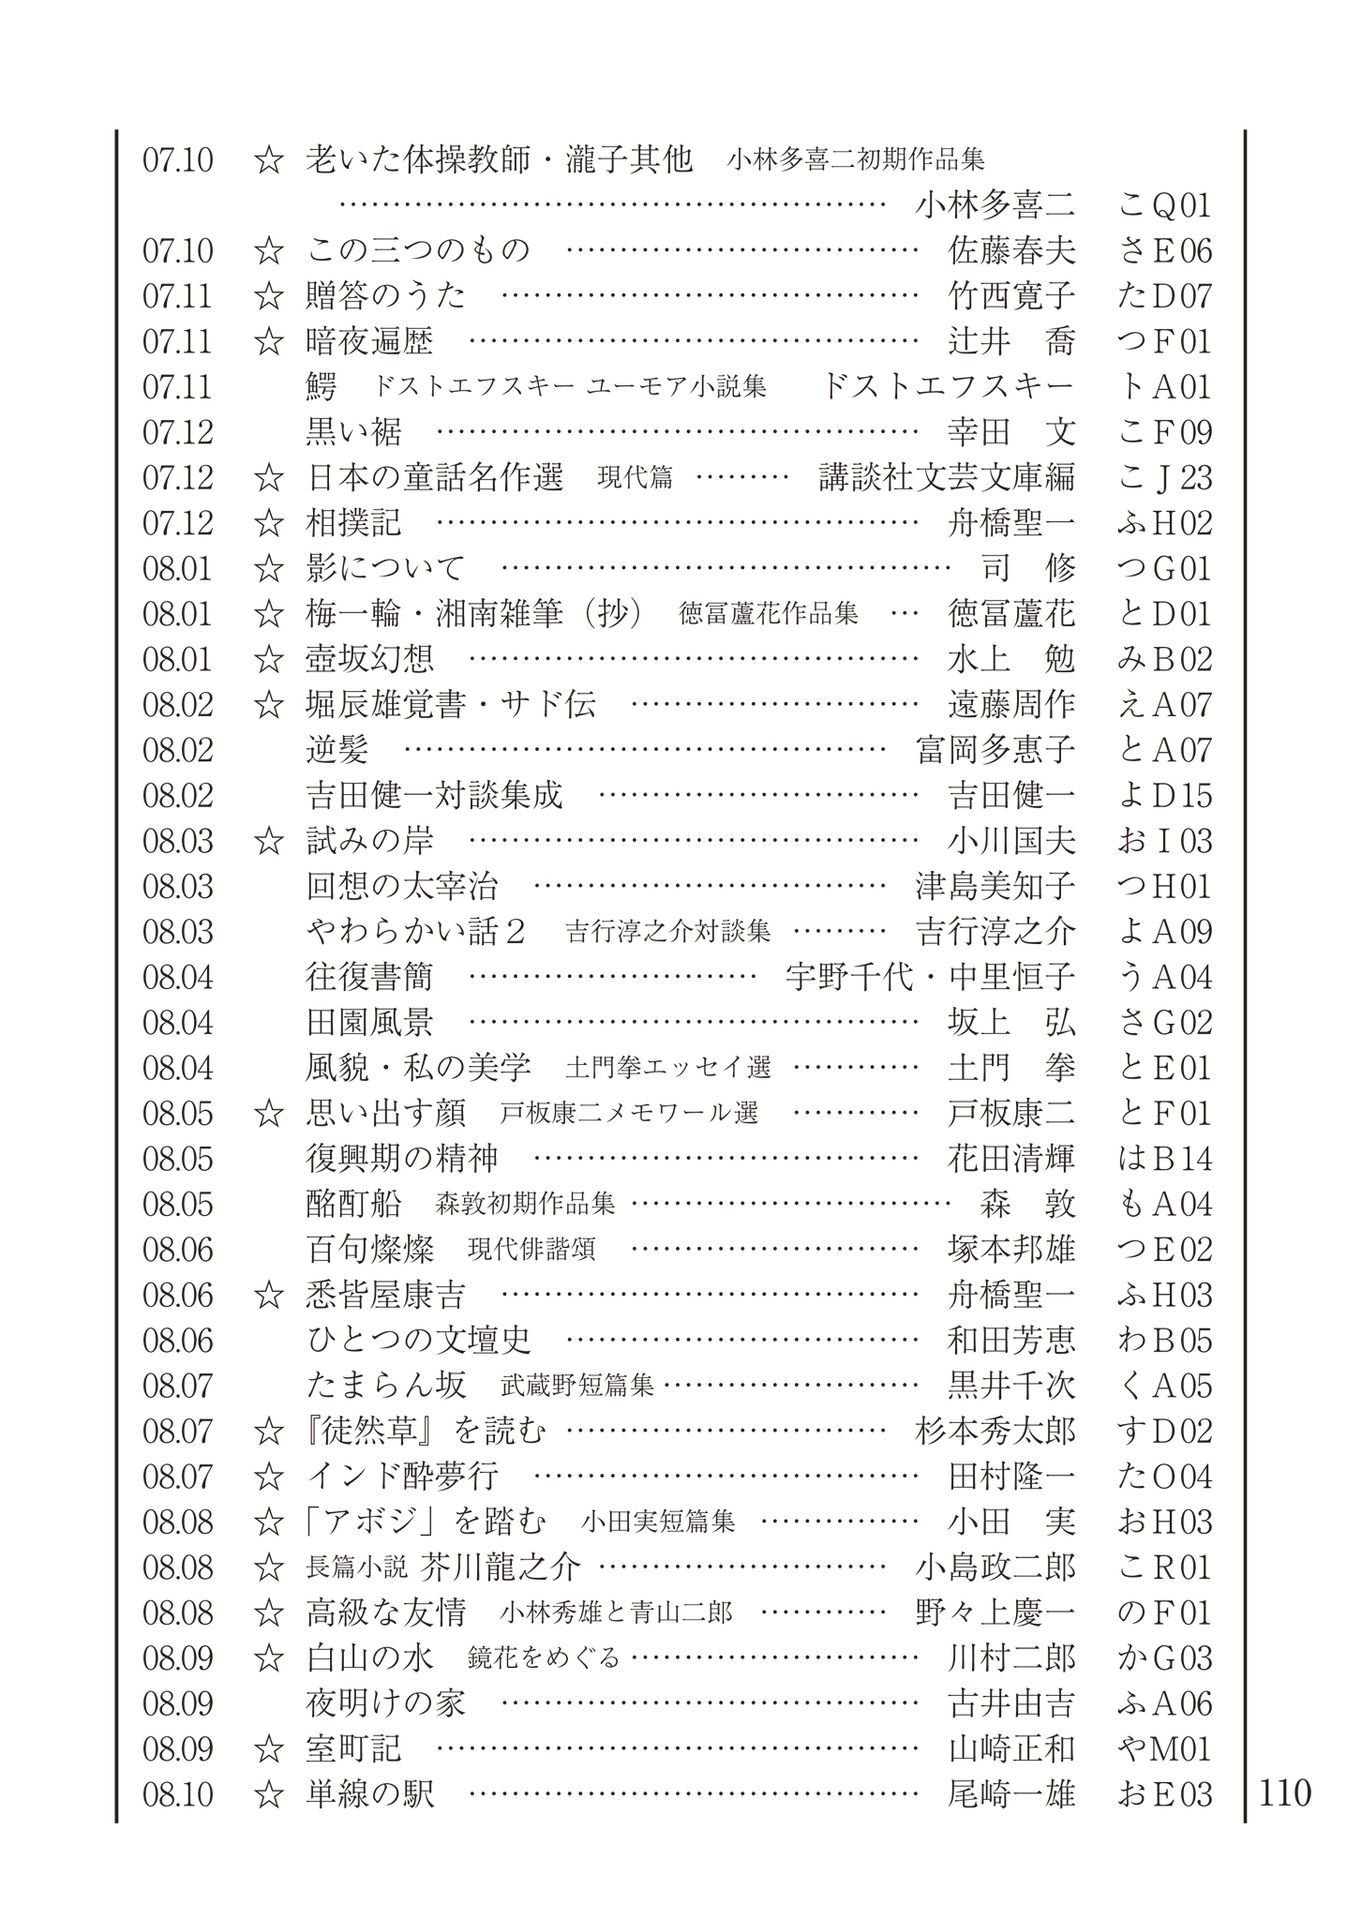 07.10 ☆ 老いた体操教師・瀧子其他 小林多喜二初期作品集
……………………………………………… 小林多喜二 こQ01
07.10 ☆ この三つのもの …………………………… 佐藤春夫 さE06
07.11 ☆ 贈答のうた ………………………………… 竹西寛子 たD07
07.11 ☆ 暗夜遍歴 …………………………………… 辻井 喬 つF01
07.11 鰐 ドストエフスキー ユーモア小説集 ドストエフスキー トA01
07.12 黒い裾 ……………………………………… 幸田 文 こF09
07.12 ☆ 日本の童話名作選 現代篇 ……… 講談社文芸文庫編 こJ23
07.12 ☆ 相撲記 ……………………………………… 舟橋聖一 ふH02
08.01 ☆ 影について …………………………………… 司 修 つG01
08.01 ☆ 梅一輪・湘南雑筆（抄） 徳冨蘆花作品集 … 徳冨蘆花 とD01
08.01 ☆ 壺坂幻想 …………………………………… 水上 勉 みB02
08.02 ☆ 堀辰雄覚書・サド伝 ……………………… 遠藤周作 えA07
08.02 逆髪 ……………………………………… 富岡多惠子 とA07
08.02 吉田健一対談集成 ………………………… 吉田健一 よD15
08.03 ☆ 試みの岸 …………………………………… 小川国夫 おI03
08.03 回想の太宰治 …………………………… 津島美知子 つH01
08.03 やわらかい話２ 吉行淳之介対談集 ……… 吉行淳之介 よA09
08.04 往復書簡 ……………………… 宇野千代・中里恒子 うA04
08.04 田園風景 …………………………………… 坂上 弘 さG02
08.04 風貌・私の美学 土門拳エッセイ選 ………… 土門 拳 とE01
08.05 ☆ 思い出す顔 戸板康二メモワール選 ………… 戸板康二 とF01
08.05 復興期の精神 ……………………………… 花田清輝 はB14
08.05 酩酊船 森敦初期作品集 ………………………… 森 敦 もA04
08.06 百句燦燦 現代俳諧頌 ……………………… 塚本邦雄 つE02
08.06 ☆ 悉皆屋康吉 ………………………………… 舟橋聖一 ふH03
08.06 ひとつの文壇史 …………………………… 和田芳恵 わB05
08.07 たまらん坂 武蔵野短篇集 …………………… 黒井千次 くA05
08.07 ☆ 『徒然草』を読む ………………………… 杉本秀太郎 すD02
08.07 ☆ インド酔夢行 ……………………………… 田村隆一 たO04
08.08 ☆ 「アボジ」を踏む 小田実短篇集 …………… 小田 実 おH03
08.08 ☆ 長篇小説 芥川龍之介 ……………………… 小島政二郎 こR01
08.08 ☆ 高級な友情 小林秀雄と青山二郎 ………… 野々上慶一 のF01
08.09 ☆ 白山の水 鏡花をめぐる ……………………… 川村二郎 かG03
08.09 夜明けの家 ………………………………… 古井由吉 ふA06
08.09 ☆ 室町記 ……………………………………… 山崎正和 やM01
08.10 ☆ 単線の駅 …………………………………… 尾崎一雄 おE03
110